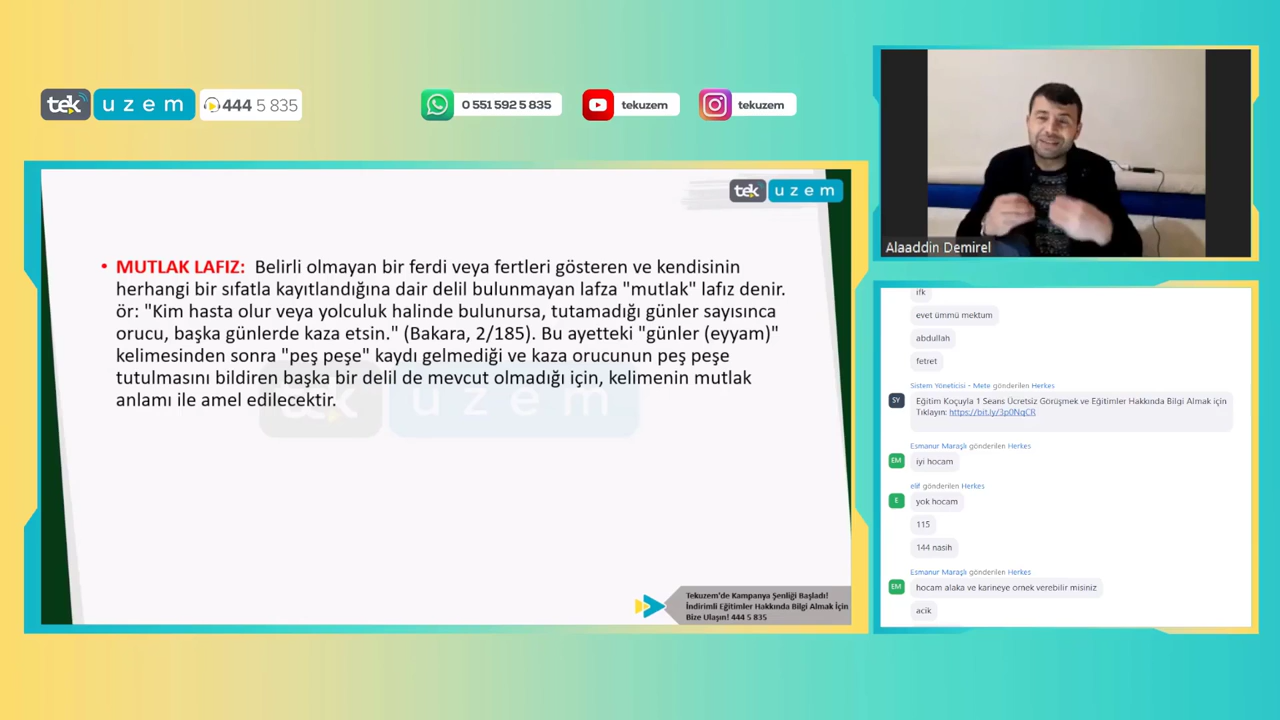 tek uzem 444 5 835
0 551 592 5 835
tekuzem
tekuzem
tek uzem
• MUTLAK LAFIZ: Belirli olmayan bir ferdi veya fertleri gösteren ve kendisinin
herhangi bir sıfatla kayıtlandığına dair delil bulunmayan lafza "mutlak" lafız denir.
ör: "Kim hasta olur veya yolculuk halinde bulunursa, tutamadığı günler sayısınca
orucu, başka günlerde kaza etsin." (Bakara, 2/185). Bu ayetteki "günler (eyyam)"
kelimesinden sonra "peş peşe" kaydı gelmediği ve kaza orucunun peş peşe
tutulmasını bildiren başka bir delil de mevcut olmadığı için, kelimenin mutlak
anlamı ile amel edilecektir.
tek uzem
Tekuzem'de Kampanya Şenliği Başladı!
İndirimli Eğitimler Hakkında Bilgi Almak İçin
Bize Ulaşın! 444 5 835
Alaaddin Demirel
ifk
evet ümmü mektum
abdullah
fetret
Sistem Yöneticisi - Mete gönderilen Herkes
SY
Eğitim Koçuyla 1 Seans Ücretsiz Görüşmek ve Eğitimler Hakkında Bilgi Almak için
Tıklayın: https://bit.ly/3p0NqCR
Esmanur Maraşlı gönderilen Herkes
EM iyi hocam
elif gönderilen Herkes
E yok hocam
115
144 nasih
Esmanur Maraşlı gönderilen Herkes
EM hocam alaka ve karineye ornek verebilir misiniz
acik